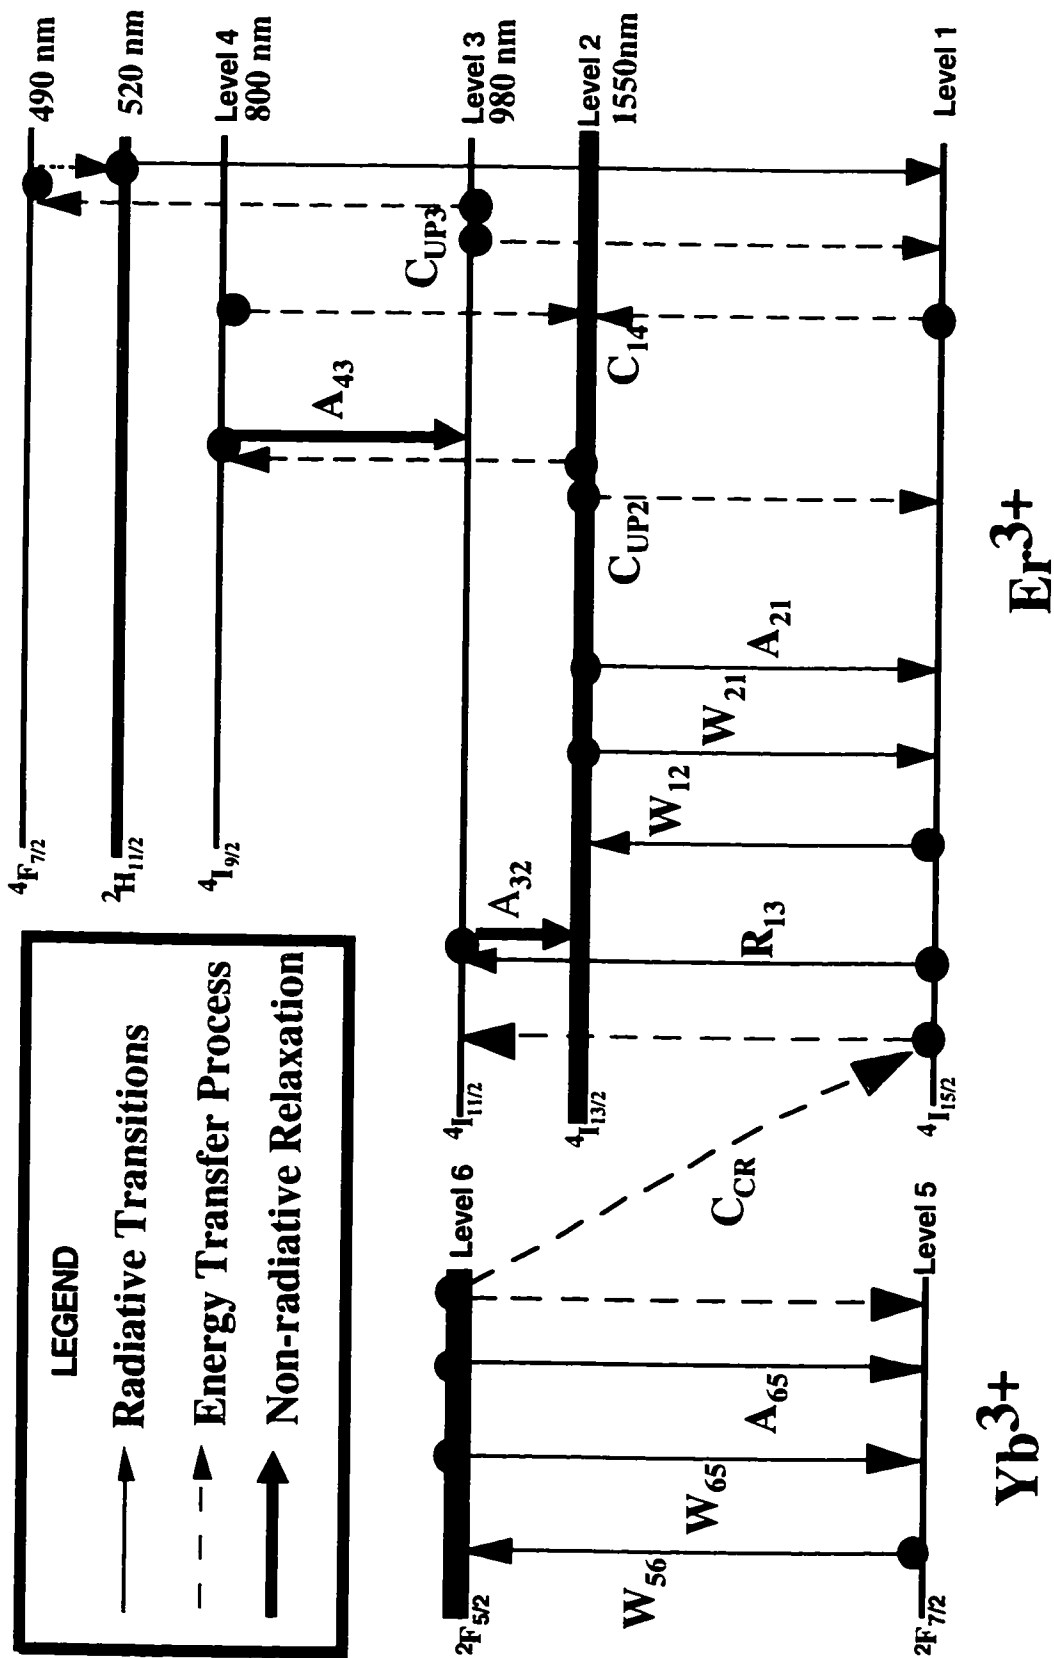 LEGEND
Radiative Transitions
Energy Transfer Process
Non-radiative Relaxation
⁴F7/2
490 nm
²H11/2
520 nm
⁴I9/2
Level 4
800 nm
⁴I11/2
Level 3
980 nm
⁴I13/2
Level 2
1550nm
⁴I15/2
Level 1
²F5/2
Level 6
²F7/2
Level 5
W56
W65
A65
CCR
R13
A32
W12
W21
A21
CUP2
A43
C14
CUP3
Yb³⁺
Er³⁺